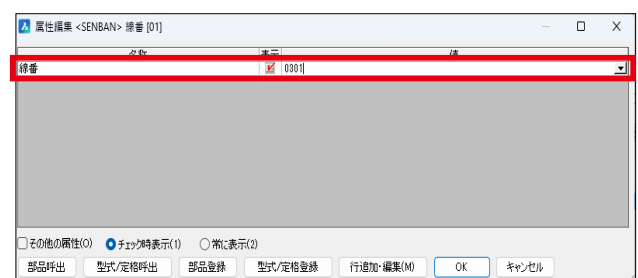 属性編集 <SENBAN> 線番 [01]
名称 表示 値
線番 0301
その他の属性(O) チェック時表示(1) 常に表示(2)
部品呼出 型式/定格呼出 部品登録 型式/定格登録 行追加・編集(M) OK キャンセル